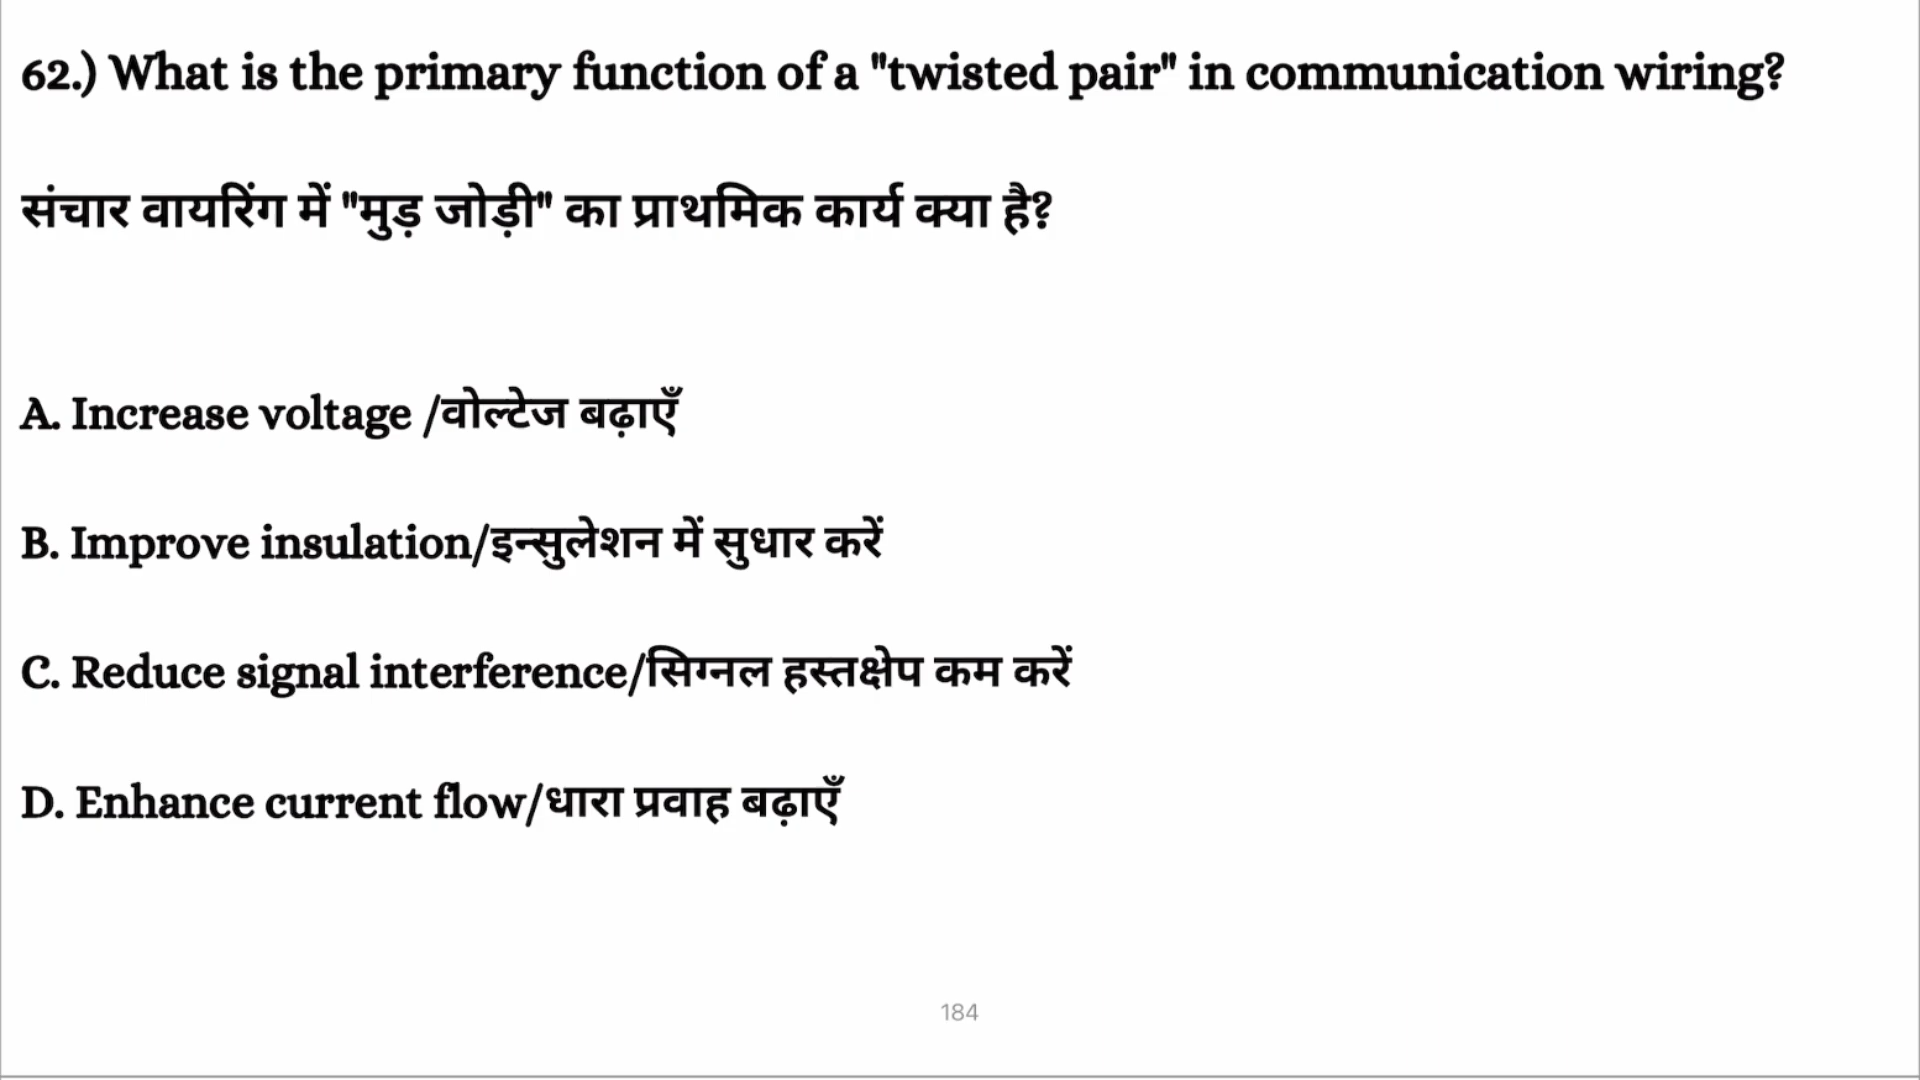 62.) What is the primary function of a "twisted pair" in communication wiring?
संचार वायरिंग में "मुड़ जोड़ी" का प्राथमिक कार्य क्या है?
A. Increase voltage /वोल्टेज बढ़ाएँ
B. Improve insulation/इन्सुलेशन में सुधार करें
C. Reduce signal interference/सिग्नल हस्तक्षेप कम करें
D. Enhance current flow/धारा प्रवाह बढ़ाएँ
184